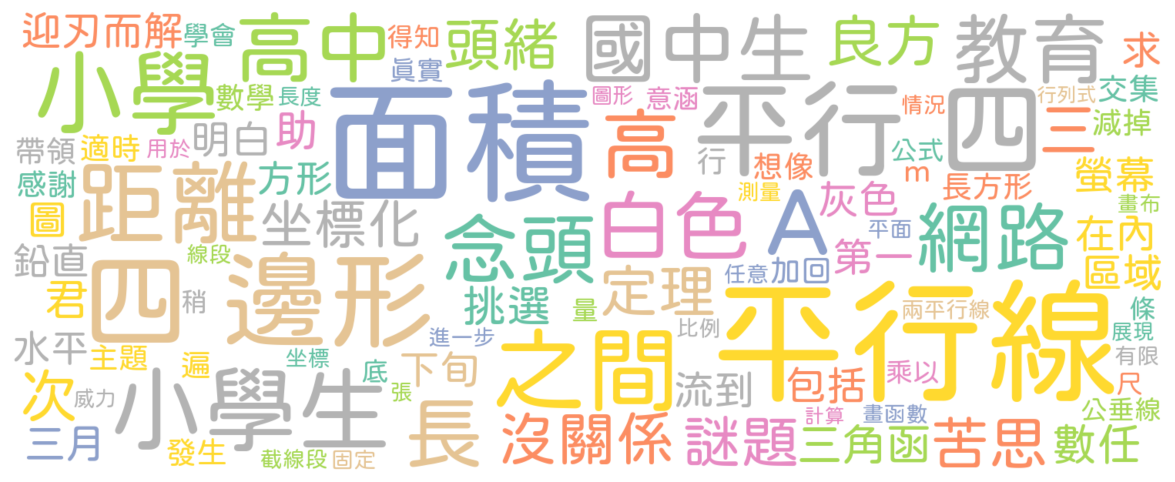 迎刃而解 學會 高中 得知 頭緒 國中生 良方 教育 求
小學 數學 長度 眞實 面積 圖形 意涵 高 平行 情況 四 三 行列式 交集
帶領 適時 用於 明白 助 行 想像 公式 減掉
感謝 距離 方形 測量 白色 灰色 m 長方形 螢幕
圖 坐標化 念頭 A 平面 第一 網路 畫布 在內
鉛直 線段 四 邊形 挑選 量 定理 任意 加回 區域
君 稍 之間 平行線 兩平行線 條
水平 主題 遍 坐標 進一步 底 比例 展現 有限
次 威力 小學生 張 下旬 長 流到 包括 乘以 尺
三月 發生 截線段 固定 沒關係 謎題 計算 畫函數 三角函 苦思 公垂線 數任